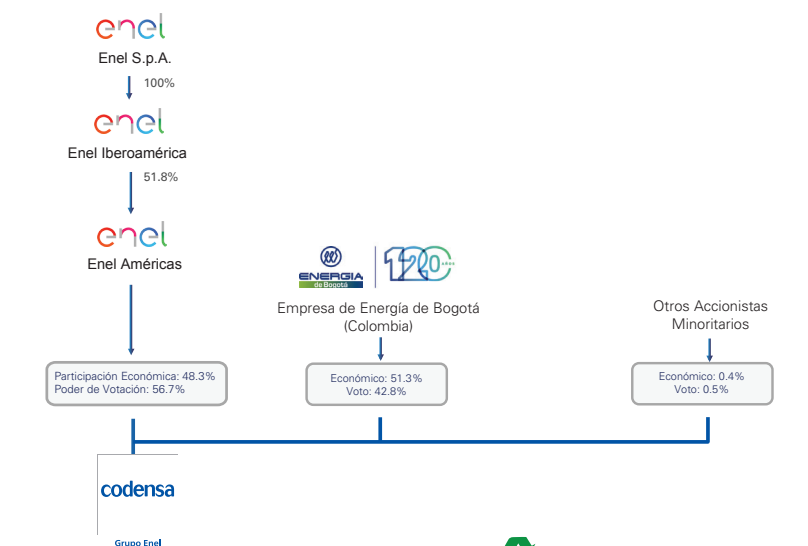 enel
Enel S.p.A.
100%
enel
Enel Iberoamérica
51.8%
enel
Enel Américas
ENERGIA
de Bogotá
120
AÑOS
Empresa de Energía de Bogotá
(Colombia)
Otros Accionistas
Minoritarios
Participación Económica: 48.3%
Poder de Votación: 56.7%
Económico: 51.3%
Voto: 42.8%
Económico: 0.4%
Voto: 0.5%
codensa
Grupo Enel